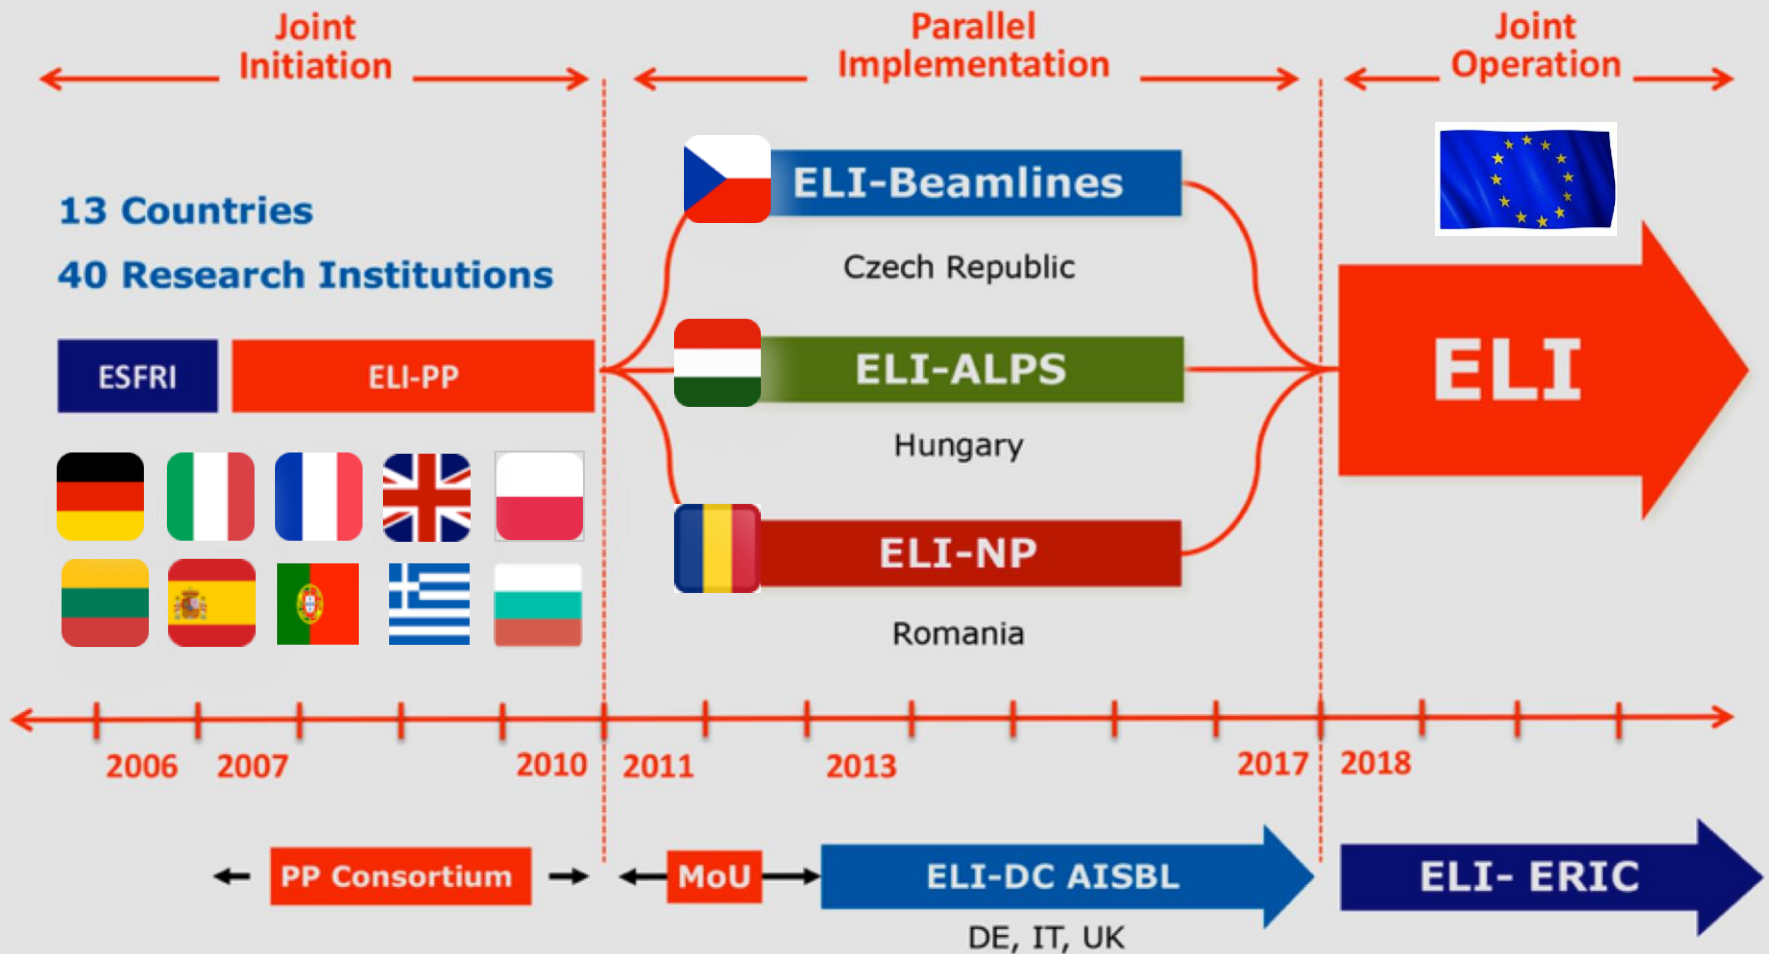 Joint
Initiation
Parallel
Implementation
Joint
Operation
13 Countries
40 Research Institutions
ESFRI
ELI-PP
ELI-Beamlines
Czech Republic
ELI-ALPS
Hungary
ELI-NP
Romania
ELI
2006
2007
2010
2011
2013
2017
2018
PP Consortium
MoU
ELI-DC AISBL
DE, IT, UK
ELI- ERIC